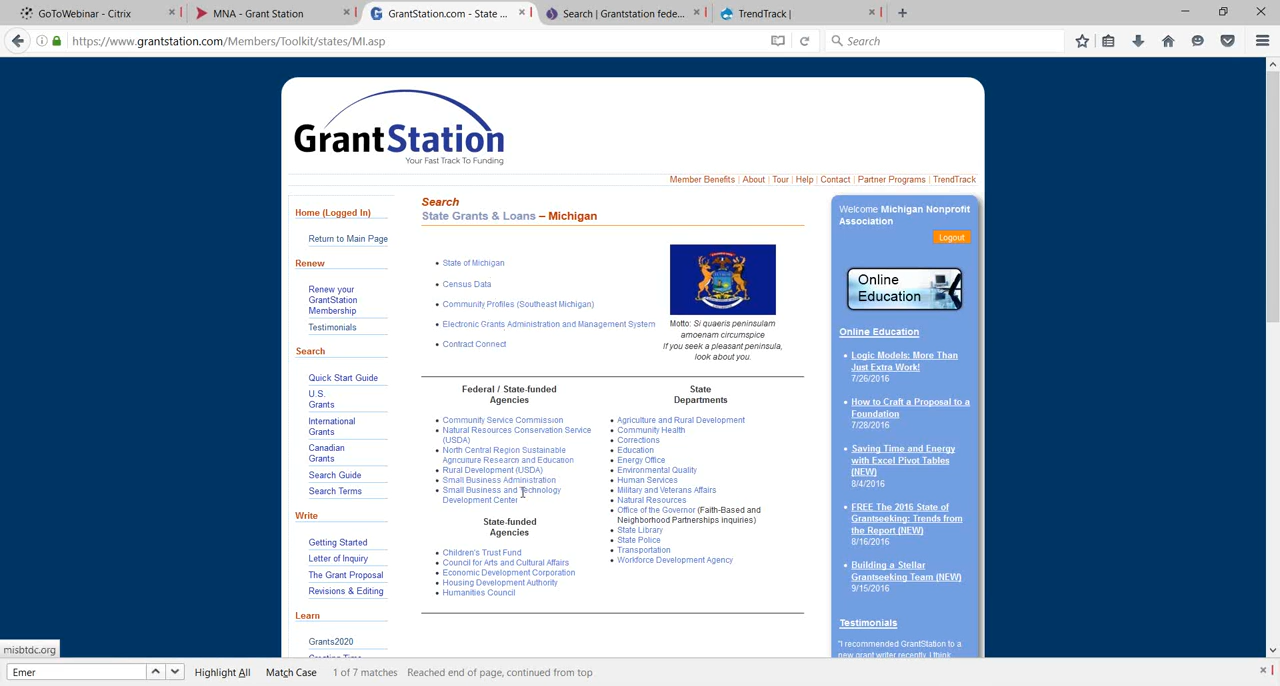 GoToWebinar - Citrix
MNA - Grant Station
GrantStation.com - State ...
Search | Grantstation fede...
TrendTrack |
https://www.grantstation.com/Members/Toolkit/states/MI.asp
Search
GrantStation
Your Fast Track To Funding
Member Benefits | About | Tour | Help | Contact | Partner Programs | TrendTrack
Home (Logged In)
Return to Main Page
Renew
Renew your
GrantStation
Membership
Testimonials
Search
Quick Start Guide
U.S.
Grants
International
Grants
Canadian
Grants
Search Guide
Search Terms
Write
Getting Started
Letter of Inquiry
The Grant Proposal
Revisions & Editing
Learn
Grants2020
Search
State Grants & Loans – Michigan
• State of Michigan
• Census Data
• Community Profiles (Southeast Michigan)
• Electronic Grants Administration and Management System
• Contract Connect
Motto: Si quaeris peninsulam
amoenam circumspice
If you seek a pleasant peninsula,
look about you.
Federal / State-funded
Agencies
• Community Service Commission
• Natural Resources Conservation Service
(USDA)
• North Central Region Sustainable
Agriculture Research and Education
• Rural Development (USDA)
• Small Business Administration
• Small Business and Technology
Development Center
State-funded
Agencies
• Children's Trust Fund
• Council for Arts and Cultural Affairs
• Economic Development Corporation
• Housing Development Authority
• Humanities Council
State
Departments
• Agriculture and Rural Development
• Community Health
• Corrections
• Education
• Energy Office
• Environmental Quality
• Human Services
• Military and Veterans Affairs
• Natural Resources
• Office of the Governor (Faith-Based and
Neighborhood Partnerships inquiries)
• State Library
• State Police
• Transportation
• Workforce Development Agency
Welcome Michigan Nonprofit
Association
Logout
Online
Education
Online Education
• Logic Models: More Than
Just Extra Work!
7/26/2016
• How to Craft a Proposal to a
Foundation
7/28/2016
• Saving Time and Energy
with Excel Pivot Tables
(NEW)
8/4/2016
• FREE The 2016 State of
Grantseeking: Trends from
the Report (NEW)
8/16/2016
• Building a Stellar
Grantseeking Team (NEW)
9/15/2016
Testimonials
"I recommended GrantStation to a
new grant writer recently. I think
misbtdc.org
Emer
Highlight All
Match Case
1 of 7 matches
Reached end of page, continued from top